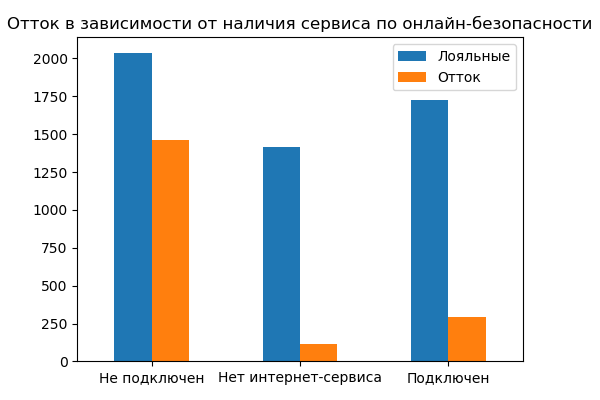 Отток в зависимости от наличия сервиса по онлайн-безопасности
Лояльные
Отток
2000
1750
1500
1250
1000
750
500
250
0
Не подключен
Нет интернет-сервиса
Подключен